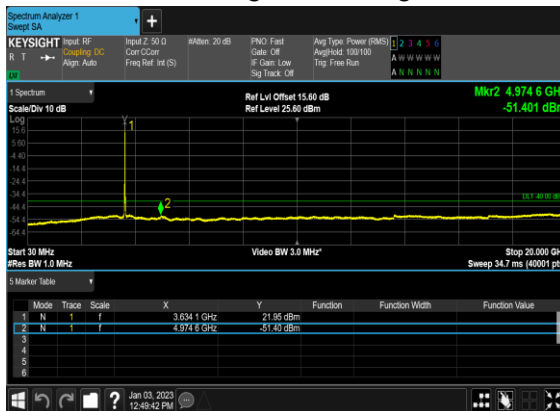 Spectrum Analyzer 1
Swept SA
+
KEYSIGHT Input: RF Input Z: 50 Ω #Atten: 20 dB PNO: Fast Avg Type: Power (RMS) 1 2 3 4 5 6
R T Coupling: DC Corr CCorr Gate: Off Avg|Hold: 100/100 A W W W W W
Align: Auto Freq Ref: Int (S) IF Gain: Low Trig: Free Run
Sig Track: Off A N N N N N
1 Spectrum
Scale/Div 10 dB
Ref Lvl Offset 15.60 dB
Ref Level 25.60 dBm
Mkr2 4.974 6 GH
-51.401 dBr
Log
15.6
5.60
-4.40
-14.4
-24.4
-34.4
-44.4
-54.4
-64.4
1
2
Start 30 MHz Video BW 3.0 MHz* Stop 20.000 GH
#Res BW 1.0 MHz Sweep 34.7 ms (40001 pt
5 Marker Table
Mode Trace Scale X Y Function Function Width Function Value
1 N 1 f 3.634 1 GHz 21.95 dBm
2 N 1 f 4.974 6 GHz -51.40 dBm
3
4
5
6
? Jan 03, 2023
12:49:42 PM